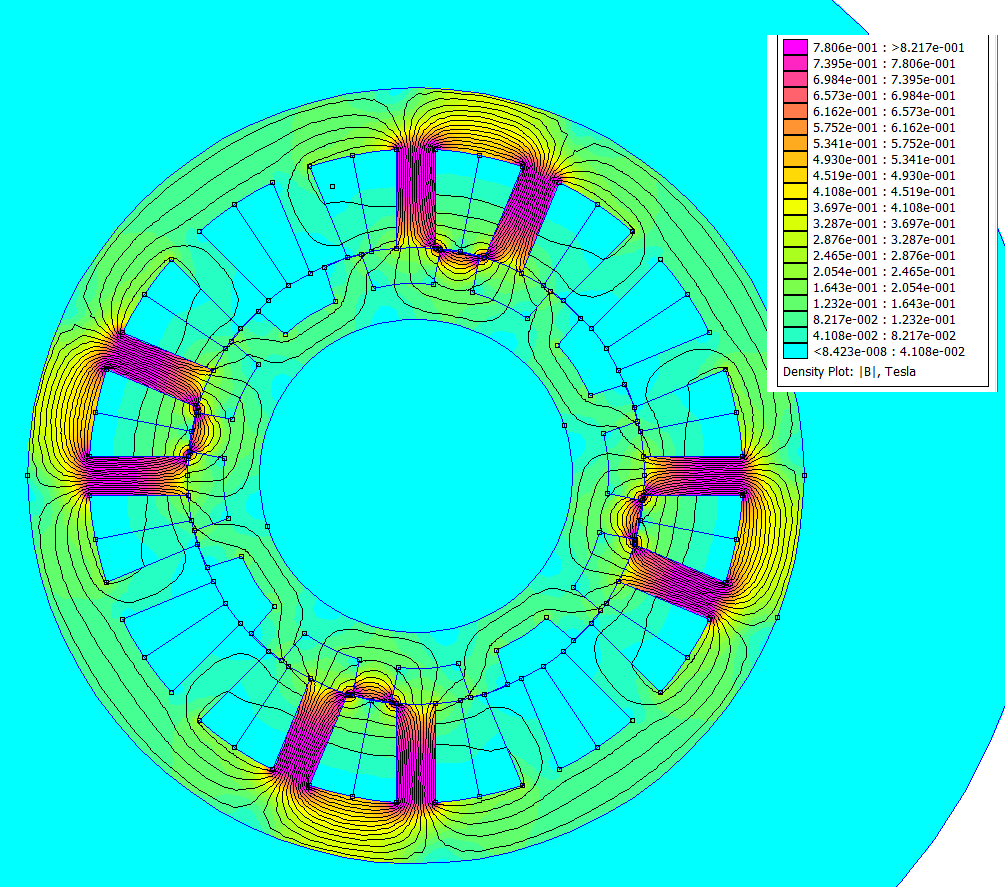 7.806e-001 : >8.217e-001
7.395e-001 : 7.806e-001
6.984e-001 : 7.395e-001
6.573e-001 : 6.984e-001
6.162e-001 : 6.573e-001
5.752e-001 : 6.162e-001
5.341e-001 : 5.752e-001
4.930e-001 : 5.341e-001
4.519e-001 : 4.930e-001
4.108e-001 : 4.519e-001
3.697e-001 : 4.108e-001
3.287e-001 : 3.697e-001
2.876e-001 : 3.287e-001
2.465e-001 : 2.876e-001
2.054e-001 : 2.465e-001
1.643e-001 : 2.054e-001
1.232e-001 : 1.643e-001
8.217e-002 : 1.232e-001
4.108e-002 : 8.217e-002
<8.423e-008 : 4.108e-002
Density Plot: |B|, Tesla